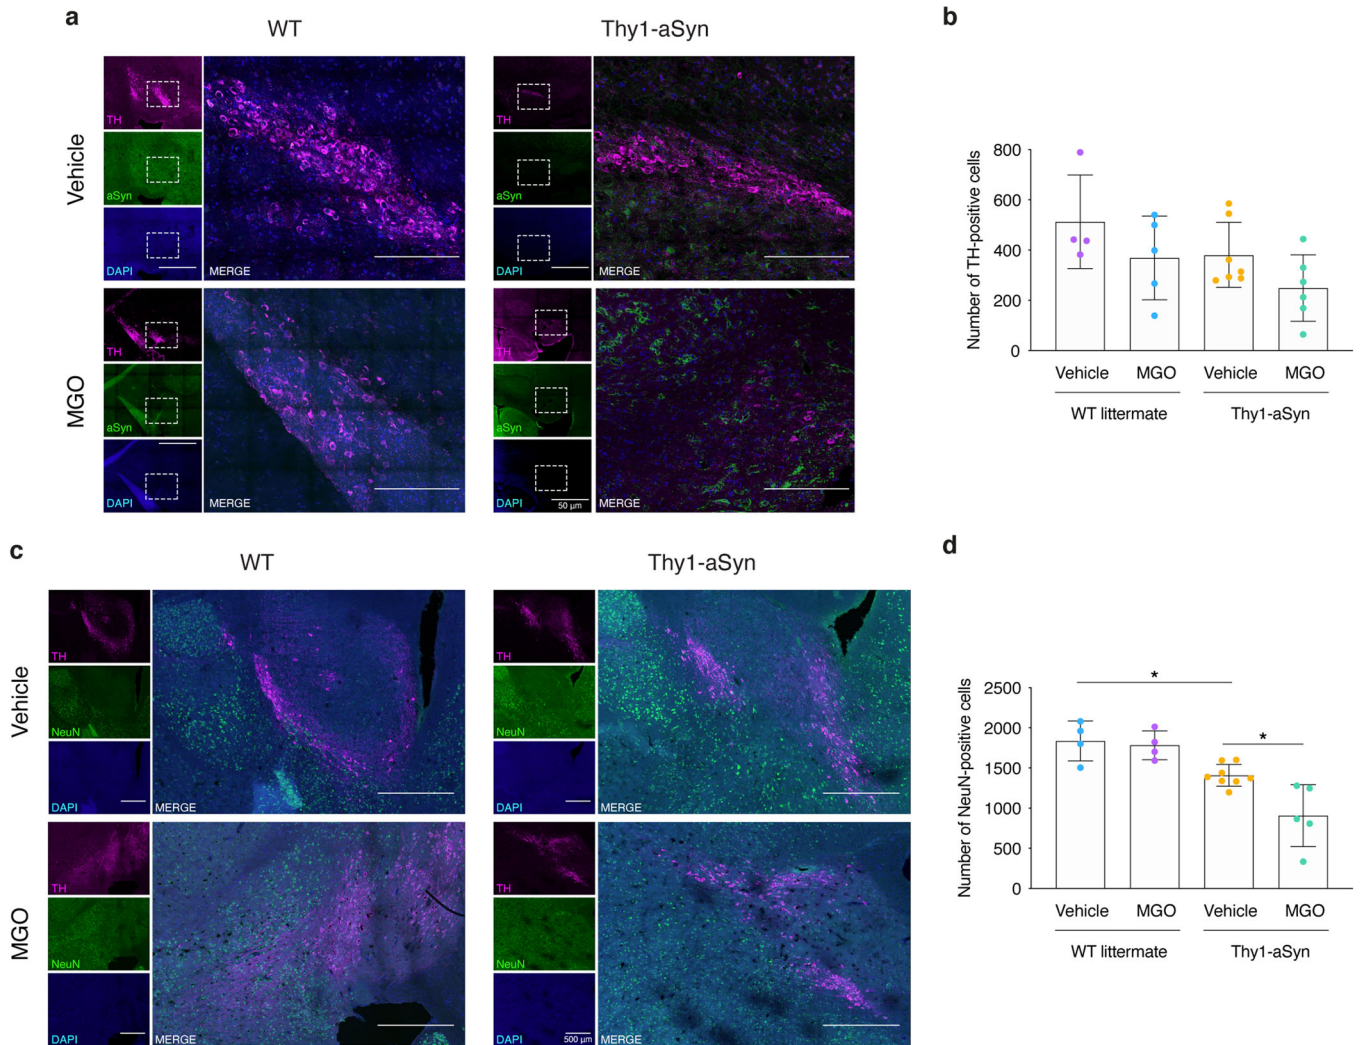 a
WT
Thy1-aSyn
Vehicle
TH
aSyn
DAPI
MERGE
TH
aSyn
DAPI
MERGE
MGO
TH
aSyn
DAPI
MERGE
TH
aSyn
DAPI
50 µm
MERGE
b
Number of TH-positive cells
800
600
400
200
0
Vehicle MGO Vehicle MGO
WT littermate Thy1-aSyn
c
WT
Thy1-aSyn
Vehicle
TH
NeuN
DAPI
MERGE
TH
NeuN
DAPI
MERGE
MGO
TH
NeuN
DAPI
MERGE
TH
NeuN
DAPI
500 µm
MERGE
d
Number of NeuN-positive cells
2500
2000
1500
1000
500
0
*
*
Vehicle MGO Vehicle MGO
WT littermate Thy1-aSyn